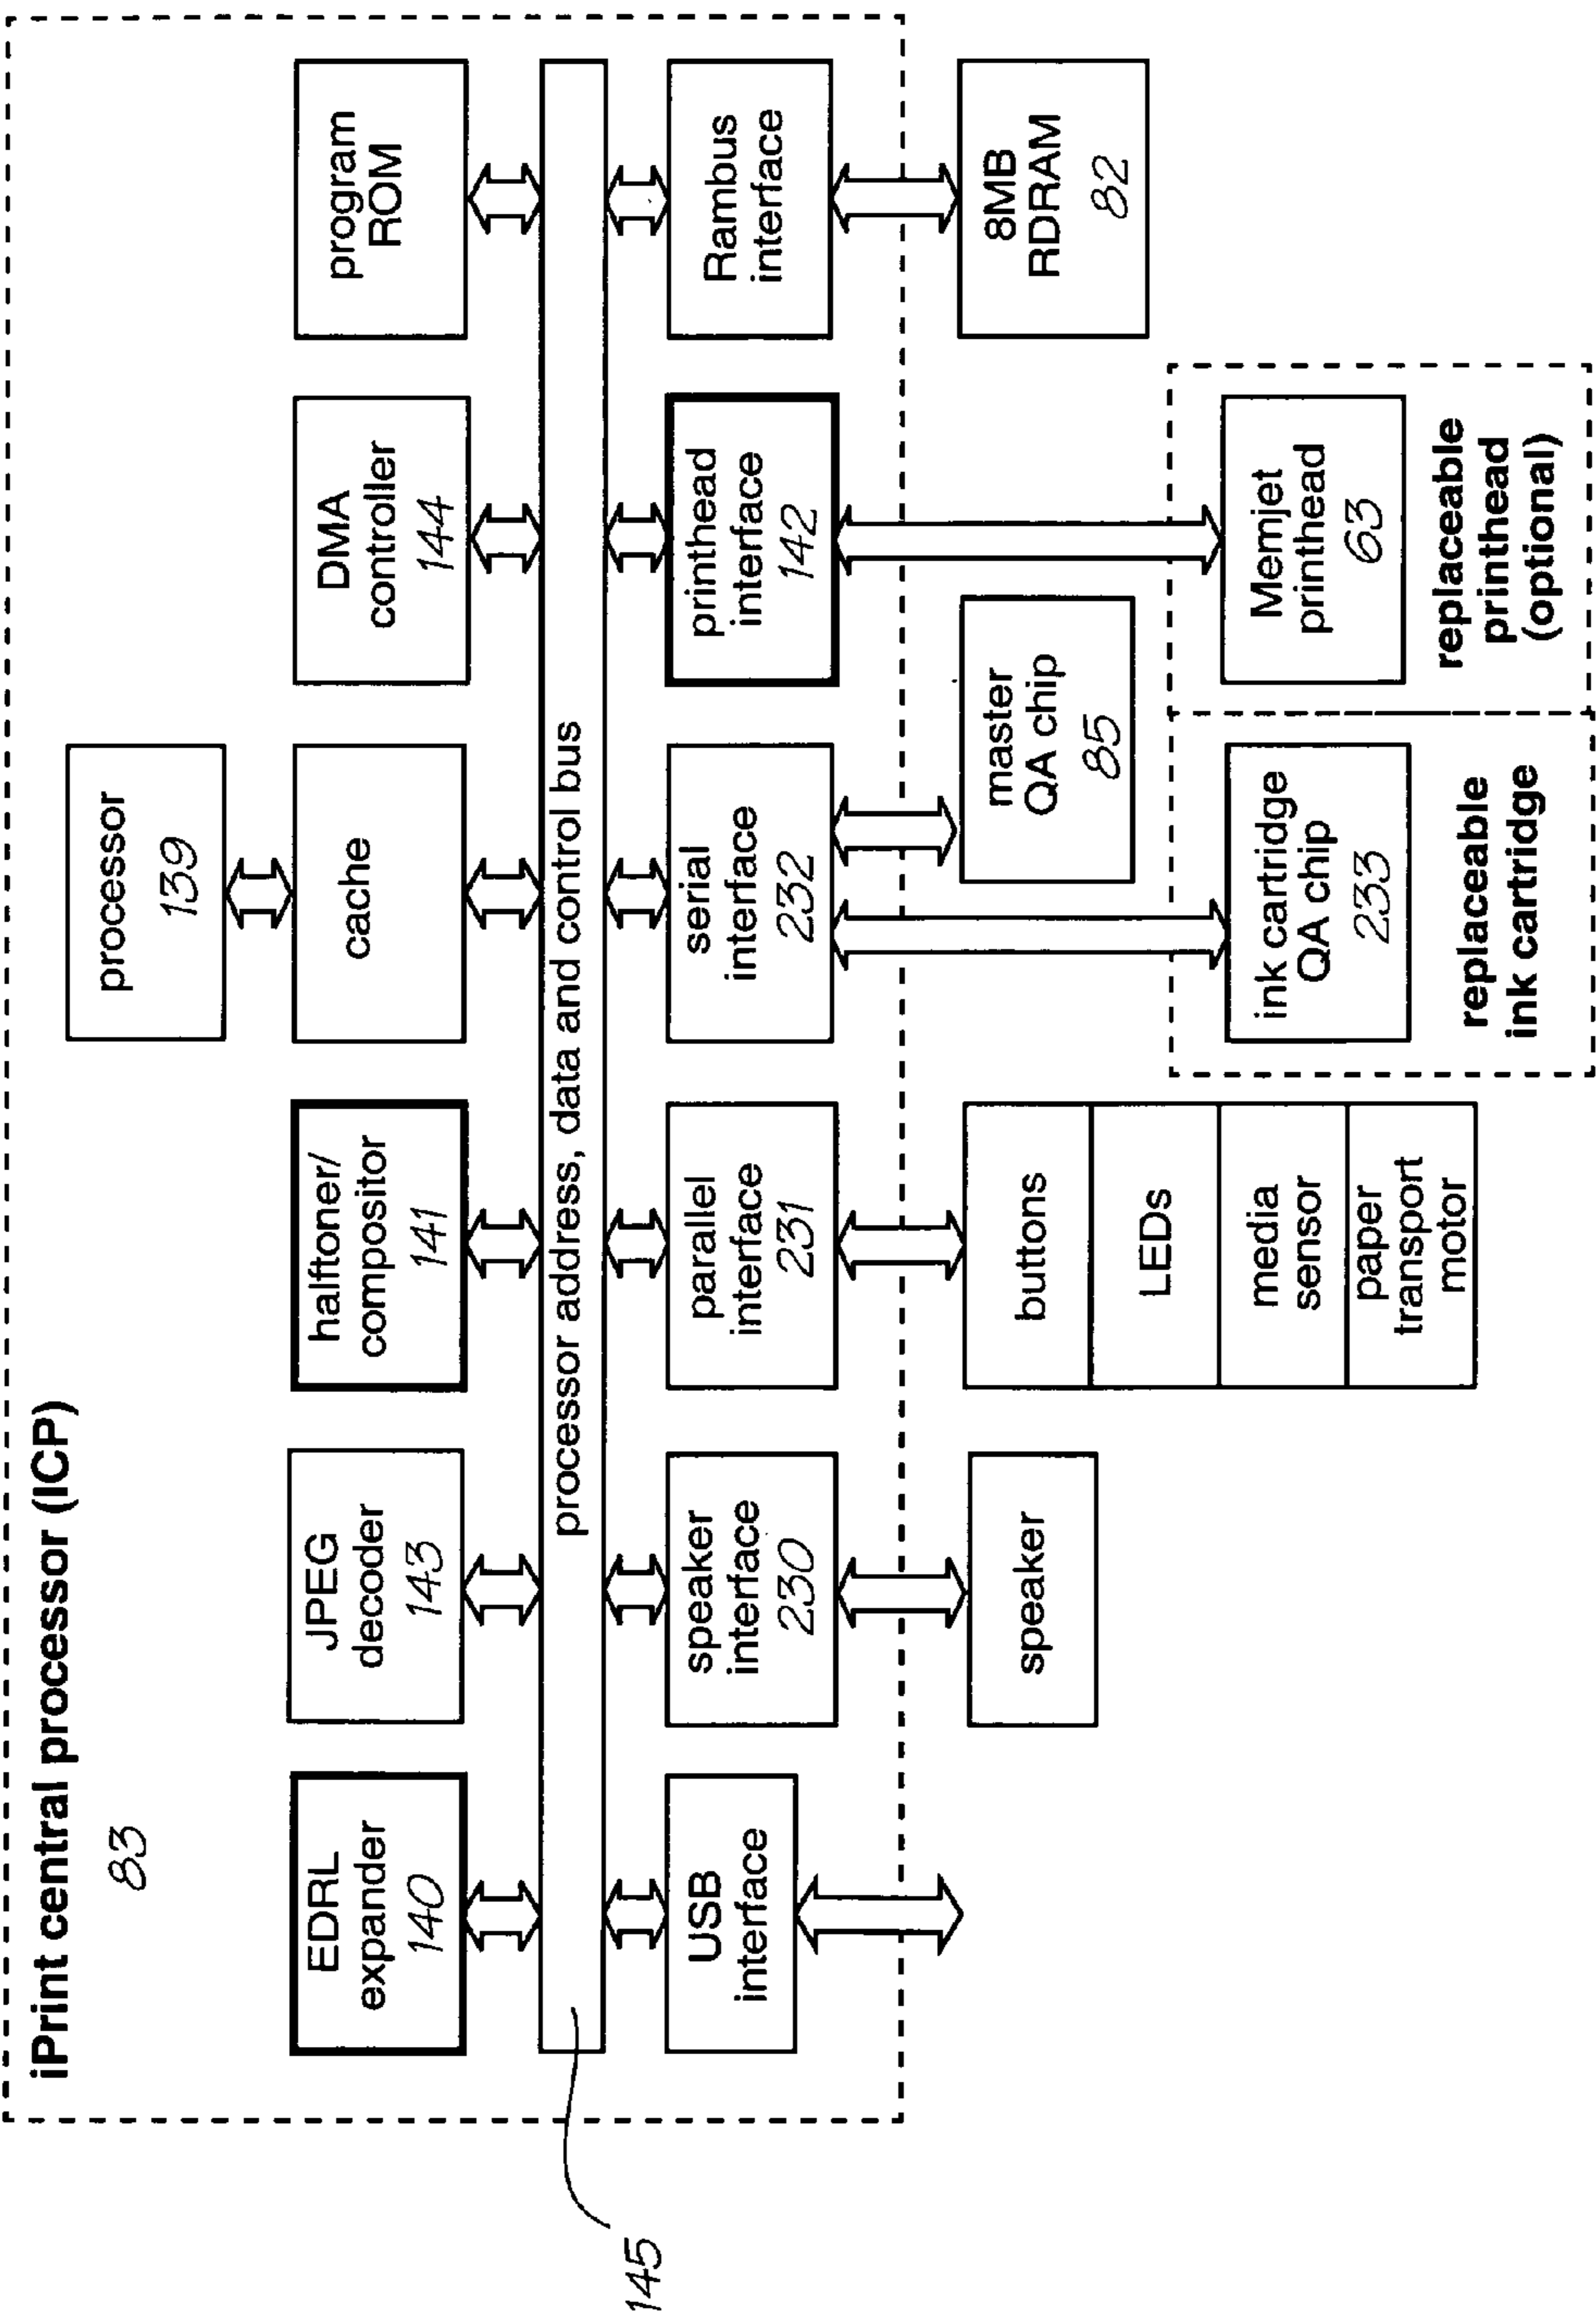 iPrint central processor (ICP)
83
processor
139
EDRL
expander
140
JPEG
decoder
143
halftoner/
compositor
141
cache
DMA
controller
144
program
ROM
processor address, data and control bus
145
USB
interface
speaker
interface
230
parallel
interface
231
serial
interface
232
printhead
interface
142
Rambus
interface
speaker
buttons
LEDs
media
sensor
paper
transport
motor
master
QA chip
85
8MB
RDRAM
82
ink cartridge
QA chip
233
replaceable
ink cartridge
Memjet
printhead
63
replaceable
printhead
(optional)